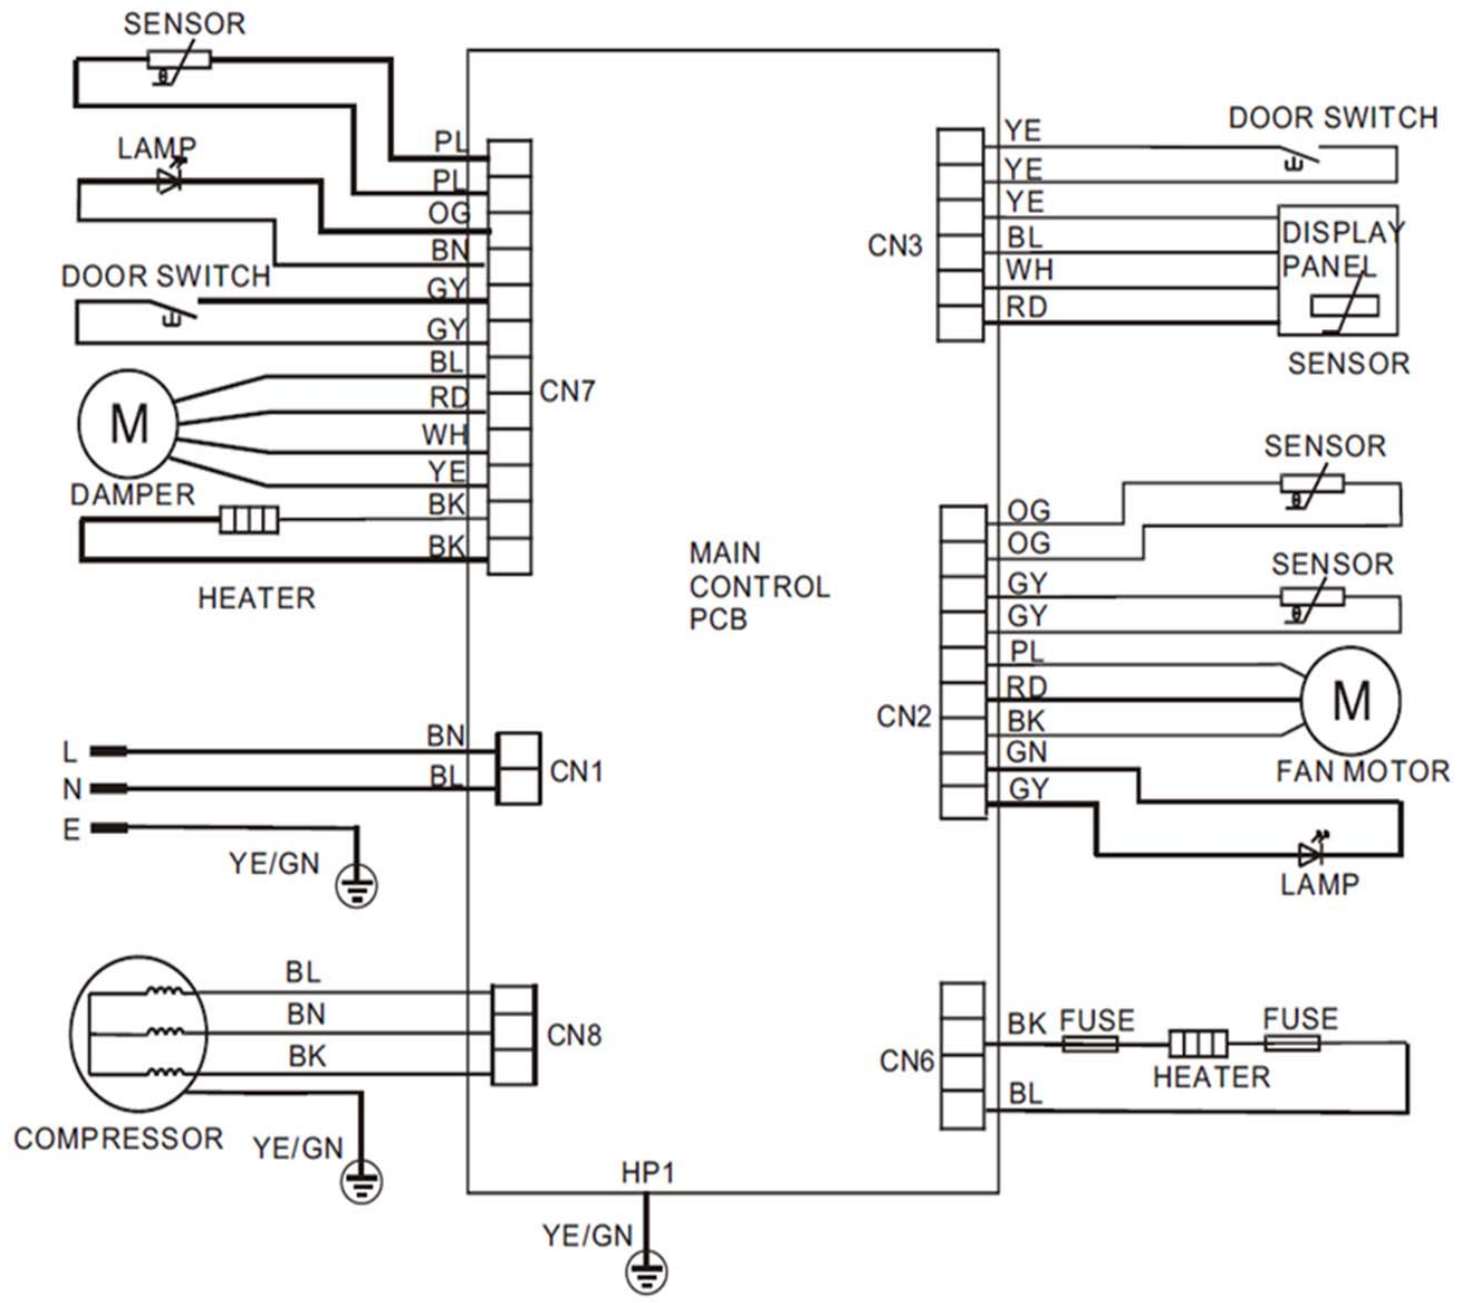 SENSOR
LAMP
PL
PL
OG
BN
DOOR SWITCH
GY
GY
BL
RD
WH
YE
M
DAMPER
BK
BK
HEATER
CN7
L
N
E
BN
BL
CN1
YE/GN
BL
BN
BK
CN8
COMPRESSOR
YE/GN
MAIN
CONTROL
PCB
HP1
YE/GN
YE
YE
YE
BL
WH
RD
CN3
DOOR SWITCH
DISPLAY
PANEL
SENSOR
SENSOR
OG
OG
SENSOR
GY
GY
PL
RD
BK
GN
GY
CN2
M
FAN MOTOR
LAMP
BK
FUSE
FUSE
HEATER
CN6
BL